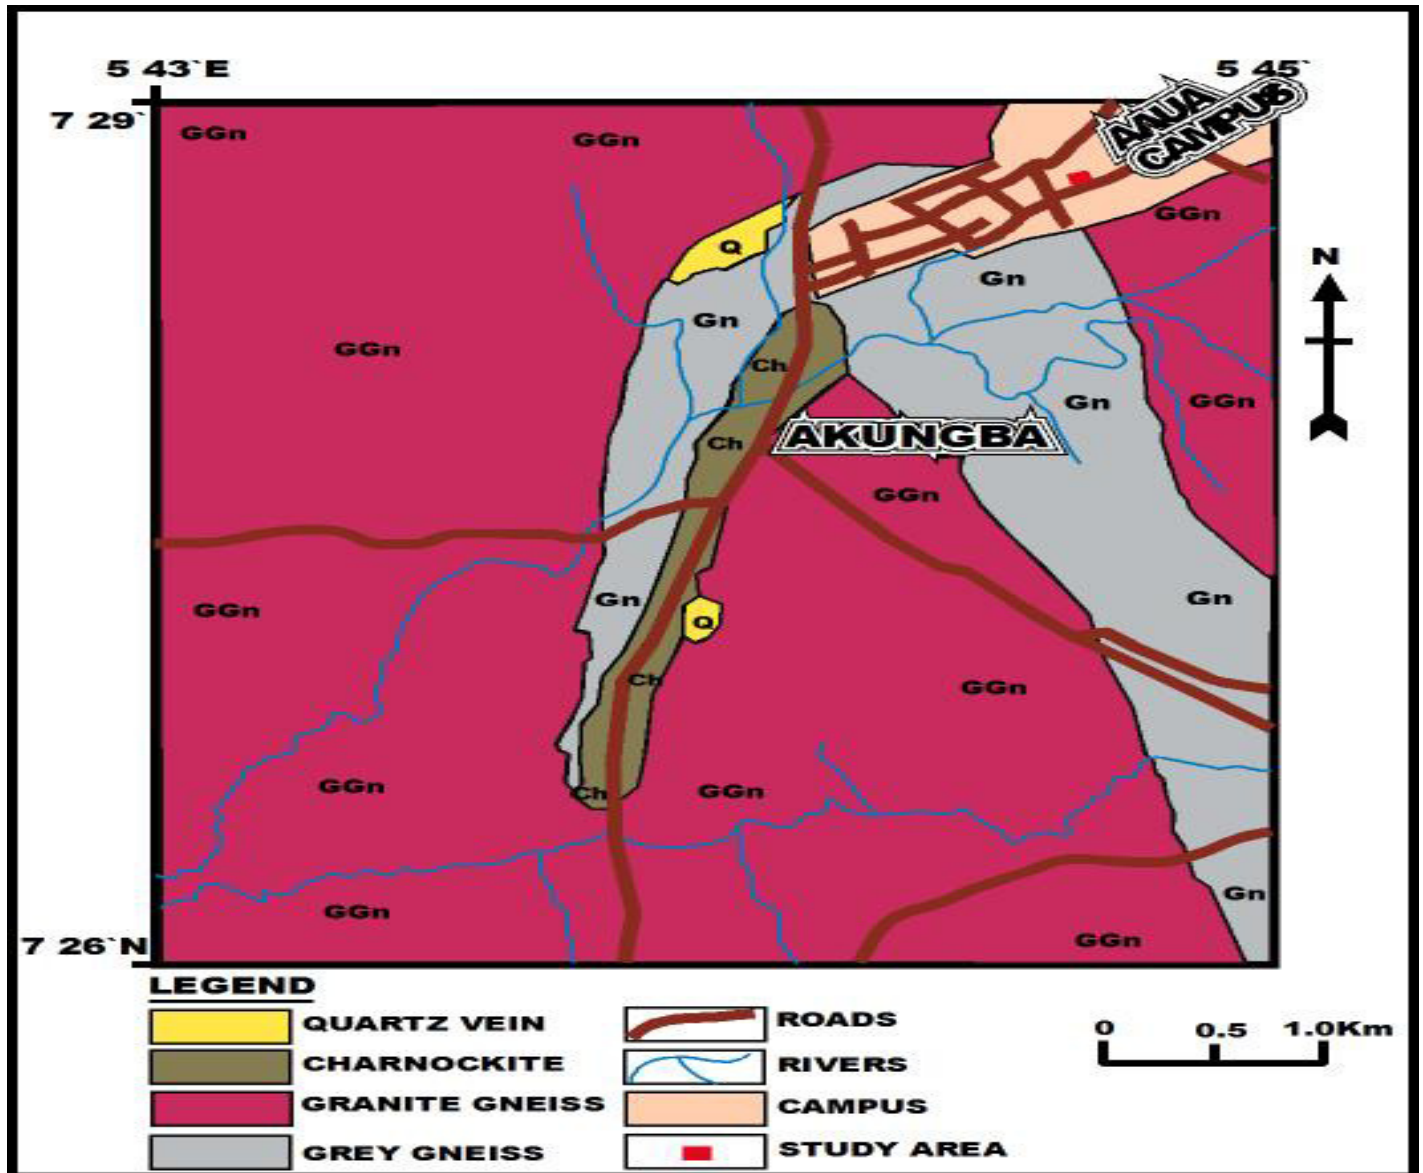 5 43`E
5 45`
7 29`
AAUA
CAMPUS
GGn
GGn
GGn
Q
Gn
Gn
N
GGn
Ch
GGn
Gn
Ch
AKUNGBA
GGn
GGn
Gn
Gn
Q
Ch
GGn
GGn
Ch
GGn
Gn
GGn
GGn
7 26`N
LEGEND
QUARTZ VEIN
CHARNOCKITE
GRANITE GNEISS
GREY GNEISS
ROADS
RIVERS
CAMPUS
STUDY AREA
0 0.5 1.0Km